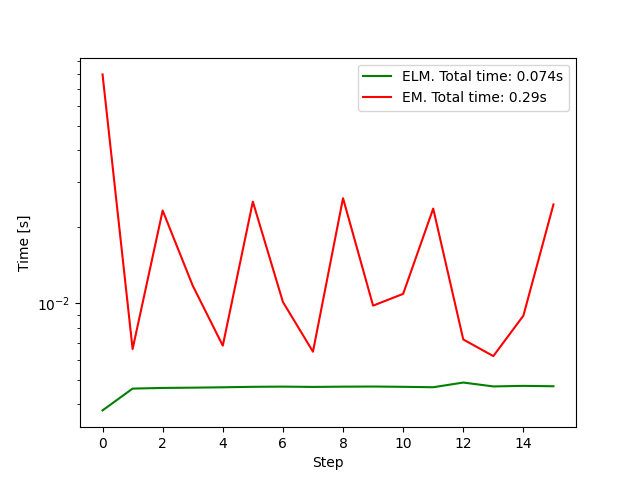 ELM. Total time: 0.074s
EM. Total time: 0.29s
Time [s]
10⁻²
0 2 4 6 8 10 12 14
Step